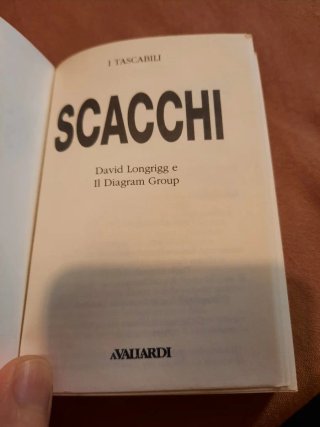 I TASCABILI
SCACCHI
David Longrigg e
Il Diagram Group
AVALLARDI